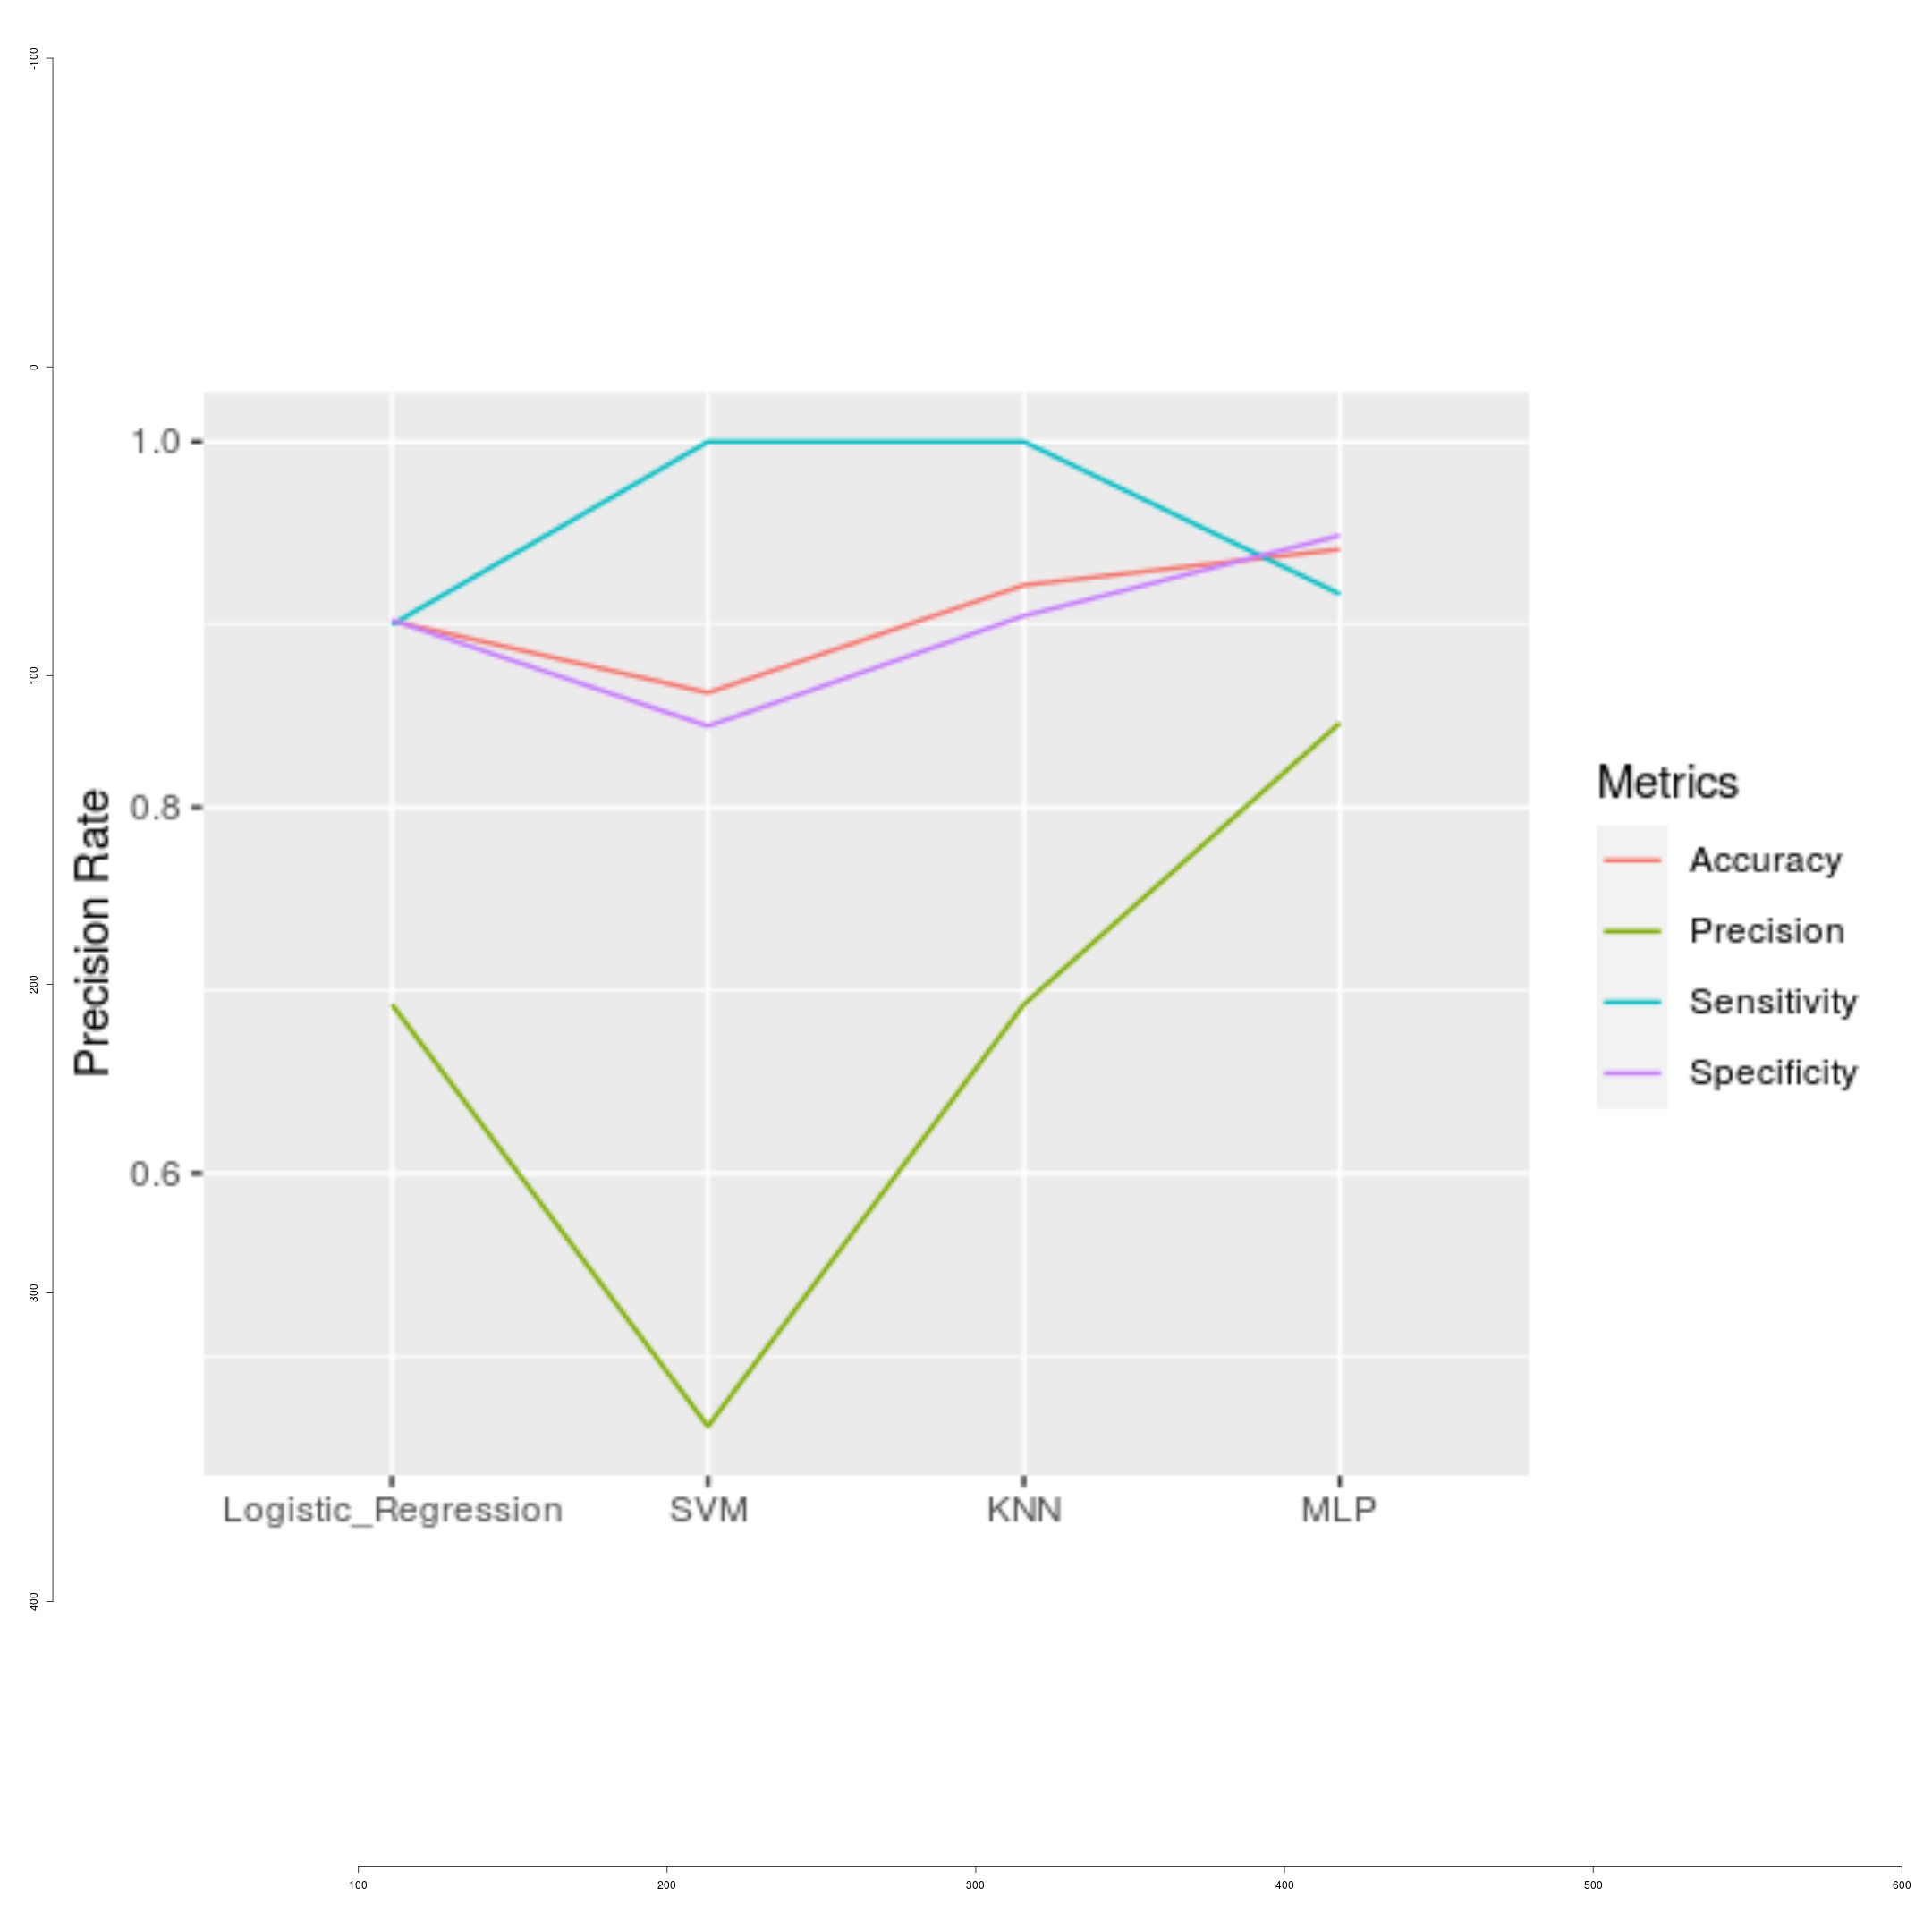 -100
0
100
200
300
400
Precision Rate
1.0
0.8
0.6
Logistic_Regression SVM KNN MLP
Metrics
Accuracy
Precision
Sensitivity
Specificity
100 200 300 400 500 600